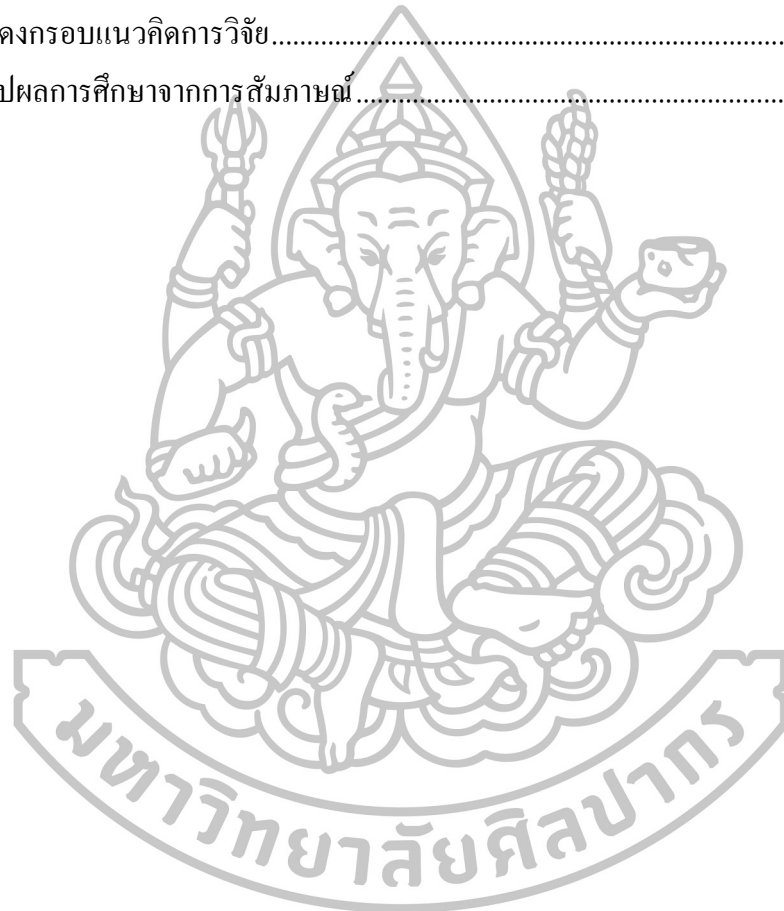 ดงกรอบแนวคิดการวิจัย
ปผลการศึกษาจากการสัมภาษณ์
มหาวิทยาลัยศิลปากร